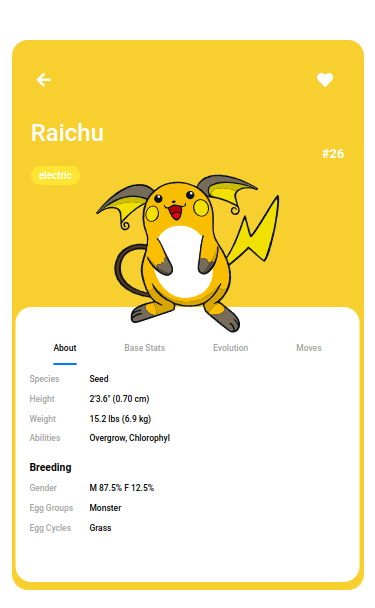 Raichu
#26
electric
About Base Stats Evolution Moves
Species Seed
Height 2'3.6" (0.70 cm)
Weight 15.2 lbs (6.9 kg)
Abilities Overgrow, Chlorophyl
Breeding
Gender M 87.5% F 12.5%
Egg Groups Monster
Egg Cycles Grass